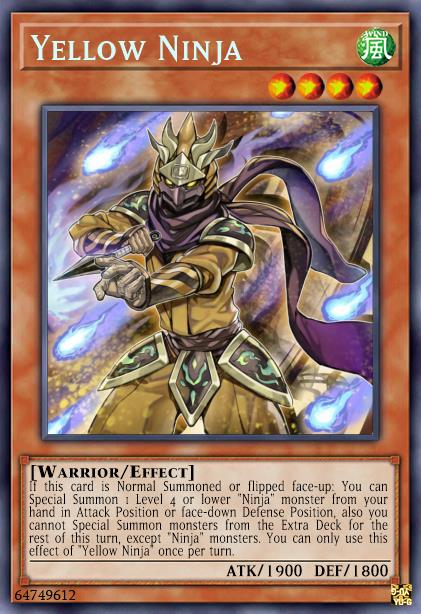 Yellow Ninja
WIND
風
[Warrior/Effect]
If this card is Normal Summoned or flipped face-up: You can
Special Summon 1 Level 4 or lower "Ninja" monster from your
hand in Attack Position or face-down Defense Position, also you
cannot Special Summon monsters from the Extra Deck for the
rest of this turn, except "Ninja" monsters. You can only use this
effect of "Yellow Ninja" once per turn.
ATK/1900 DEF/1800
64749612